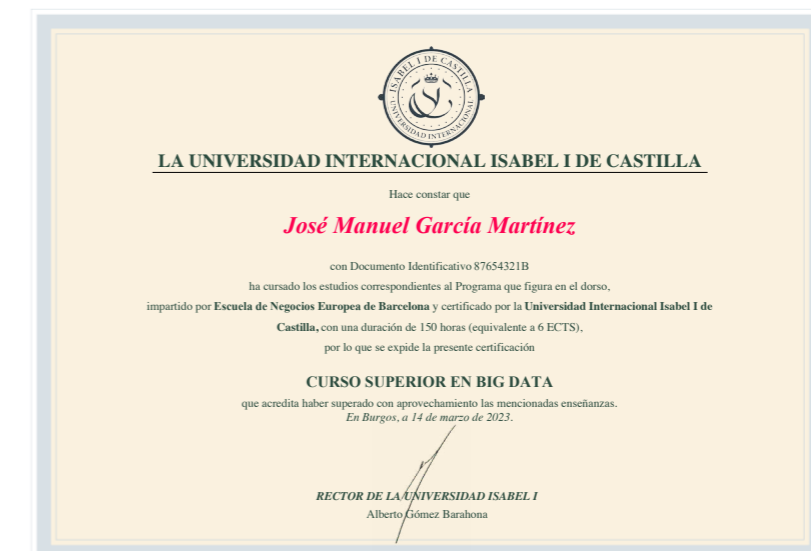 · ISABEL I DE CASTILLA ·
UNIVERSIDAD INTERNACIONAL
LA UNIVERSIDAD INTERNACIONAL ISABEL I DE CASTILLA
Hace constar que
José Manuel García Martínez
con Documento Identificativo 87654321B
ha cursado los estudios correspondientes al Programa que figura en el dorso,
impartido por Escuela de Negocios Europea de Barcelona y certificado por la Universidad Internacional Isabel I de
Castilla, con una duración de 150 horas (equivalente a 6 ECTS),
por lo que se expide la presente certificación
CURSO SUPERIOR EN BIG DATA
que acredita haber superado con aprovechamiento las mencionadas enseñanzas.
En Burgos, a 14 de marzo de 2023.
RECTOR DE LA UNIVERSIDAD ISABEL I
Alberto Gómez Barahona